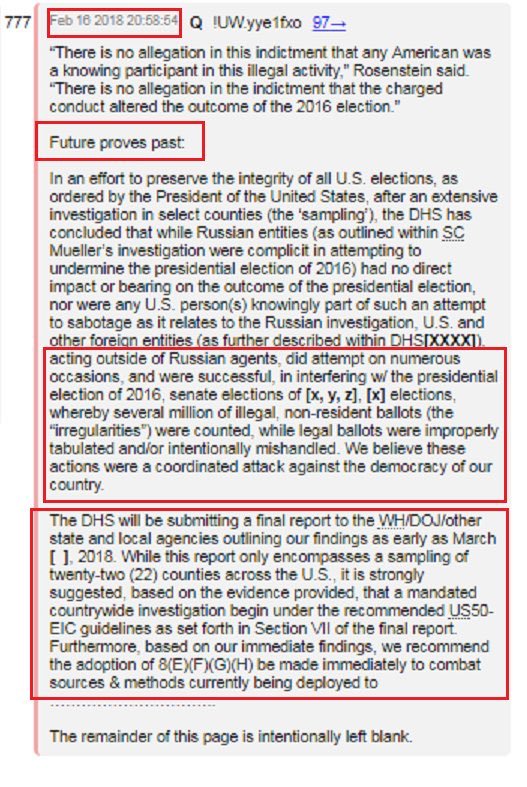 777 Feb 16 2018 20:58:54 Q !UW.yye1fxo 97→
“There is no allegation in this indictment that any American was
a knowing participant in this illegal activity,” Rosenstein said.
“There is no allegation in the indictment that the charged
conduct altered the outcome of the 2016 election.”
Future proves past:
In an effort to preserve the integrity of all U.S. elections, as
ordered by the President of the United States, after an extensive
investigation in select counties (the ‘sampling’), the DHS has
concluded that while Russian entities (as outlined within SC
Mueller’s investigation were complicit in attempting to
undermine the presidential election of 2016) had no direct
impact or bearing on the outcome of the presidential election,
nor were any U.S. person(s) knowingly part of such an attempt
to sabotage as it relates to the Russian investigation, U.S. and
other foreign entities (as further described within DHS[XXXX]),
acting outside of Russian agents, did attempt on numerous
occasions, and were successful, in interfering w/ the presidential
election of 2016, senate elections of [x, y, z], [x] elections,
whereby several million of illegal, non-resident ballots (the
“irregularities”) were counted, while legal ballots were improperly
tabulated and/or intentionally mishandled. We believe these
actions were a coordinated attack against the democracy of our
country.
The DHS will be submitting a final report to the WH/DOJ/other
state and local agencies outlining our findings as early as March
[ ], 2018. While this report only encompasses a sampling of
twenty-two (22) counties across the U.S., it is strongly
suggested, based on the evidence provided, that a mandated
countrywide investigation begin under the recommended US50-
EIC guidelines as set forth in Section VII of the final report.
Furthermore, based on our immediate findings, we recommend
the adoption of 8(E)(F)(G)(H) be made immediately to combat
sources & methods currently being deployed to
…………………………..
The remainder of this page is intentionally left blank.